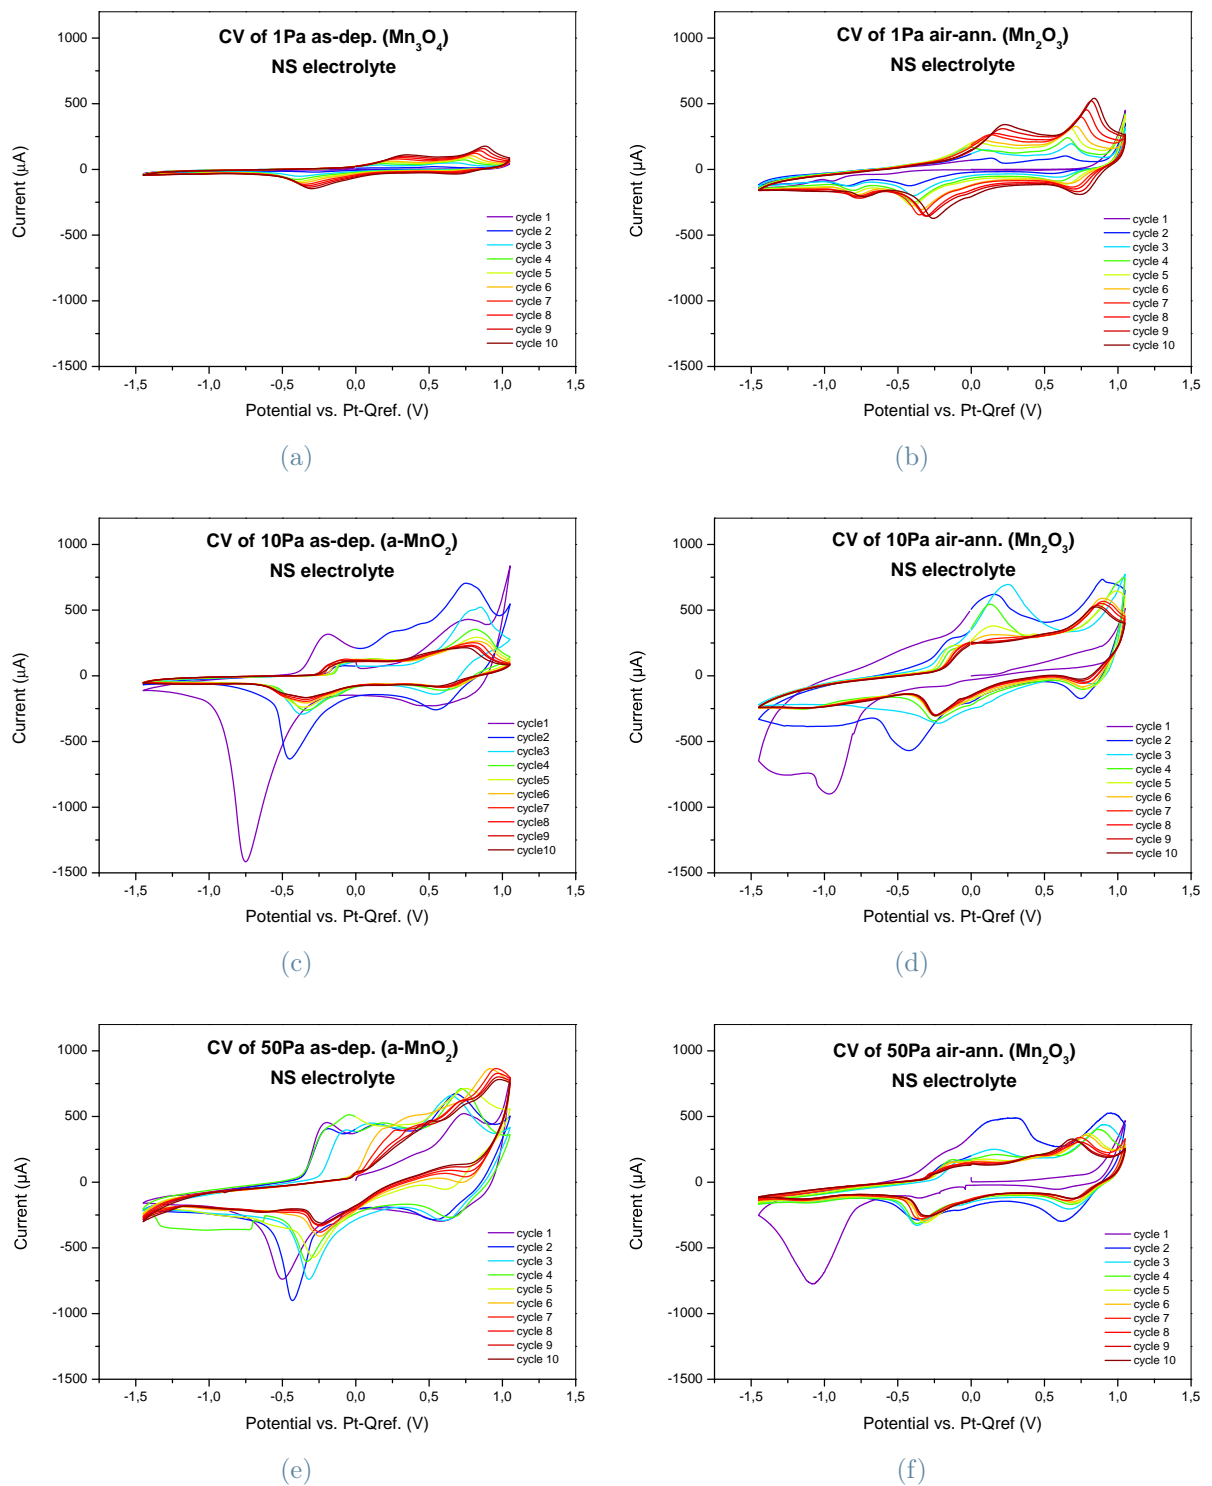 CV of 1Pa as-dep. (Mn3O4)
NS electrolyte
1000
500
0
-500
-1000
-1500
Current (µA)
cycle 1
cycle 2
cycle 3
cycle 4
cycle 5
cycle 6
cycle 7
cycle 8
cycle 9
cycle 10
-1,5 -1,0 -0,5 0,0 0,5 1,0 1,5
Potential vs. Pt-Qref. (V)
(a)
CV of 1Pa air-ann. (Mn2O3)
NS electrolyte
1000
500
0
-500
-1000
-1500
Current (µA)
cycle 1
cycle 2
cycle 3
cycle 4
cycle 5
cycle 6
cycle 7
cycle 8
cycle 9
cycle 10
-1,5 -1,0 -0,5 0,0 0,5 1,0 1,5
Potential vs. Pt-Qref. (V)
(b)
CV of 10Pa as-dep. (a-MnO2)
NS electrolyte
1000
500
0
-500
-1000
-1500
Current (µA)
cycle1
cycle2
cycle3
cycle4
cycle5
cycle6
cycle7
cycle8
cycle9
cycle10
-1,5 -1,0 -0,5 0,0 0,5 1,0 1,5
Potential vs. Pt-Qref. (V)
(c)
CV of 10Pa air-ann. (Mn2O3)
NS electrolyte
1000
500
0
-500
-1000
-1500
Current (µA)
cycle 1
cycle 2
cycle 3
cycle 4
cycle 5
cycle 6
cycle 7
cycle 8
cycle 9
cycle 10
-1,5 -1,0 -0,5 0,0 0,5 1,0 1,5
Potential vs. Pt-Qref (V)
(d)
CV of 50Pa as-dep. (a-MnO2)
NS electrolyte
1000
500
0
-500
-1000
-1500
Current (µA)
cycle 1
cycle 2
cycle 3
cycle 4
cycle 5
cycle 6
cycle 7
cycle 8
cycle 9
cycle 10
-1,5 -1,0 -0,5 0,0 0,5 1,0 1,5
Potential vs. Pt-Qref. (V)
(e)
CV of 50Pa air-ann. (Mn2O3)
NS electrolyte
1000
500
0
-500
-1000
-1500
Current (µA)
cycle 1
cycle 2
cycle 3
cycle 4
cycle 5
cycle 6
cycle 7
cycle 8
cycle 9
cycle 10
-1,5 -1,0 -0,5 0,0 0,5 1,0 1,5
Potential vs. Pt-Qref (V)
(f)